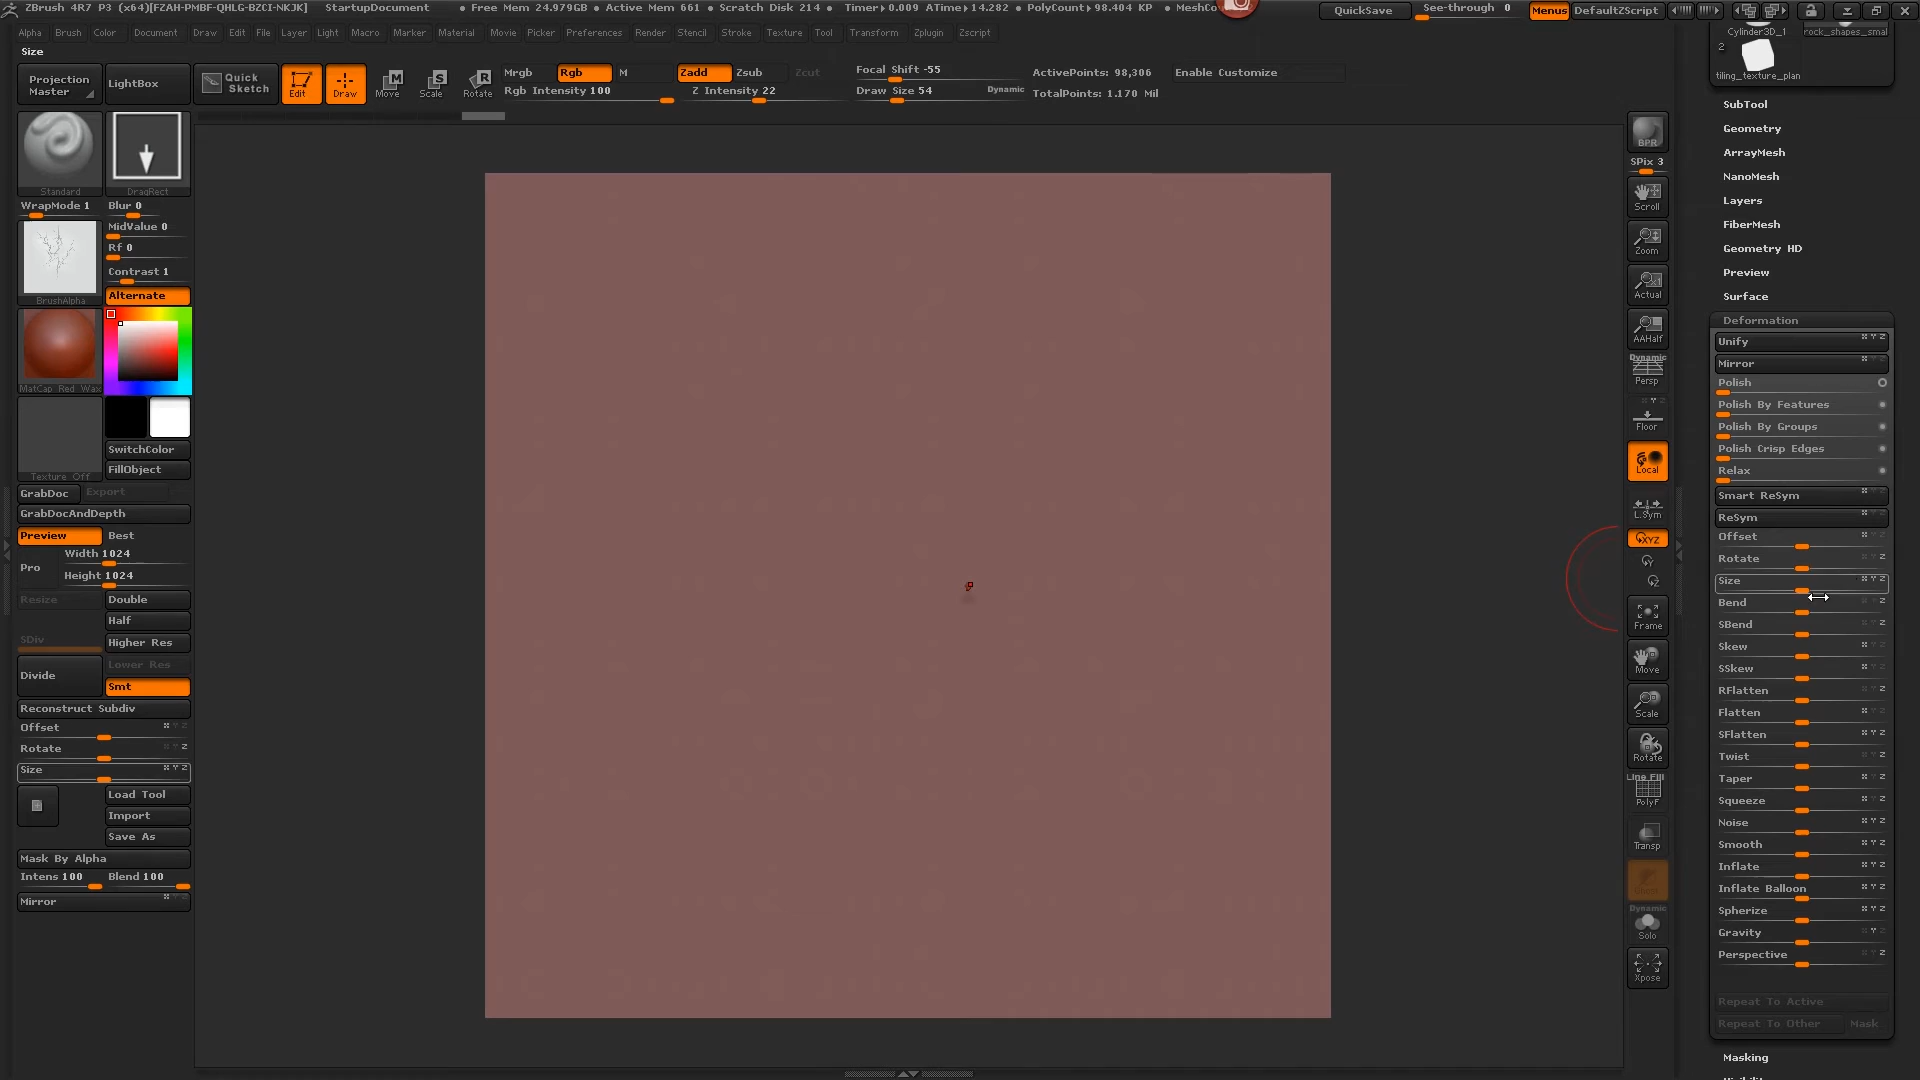 ZBrush 4R7 P3 (x64)[FZAH-PMBF-QHLG-BZCI-NKJK] StartupDocument • Free Mem 24.979GB • Active Mem 661 • Scratch Disk 214 • Timer▸0.009 ATime▸14.282 • PolyCount▸98.404 KP • MeshCo QuickSave See-through 0 Menus DefaultZScript
Alpha Brush Color Document Draw Edit File Layer Light Macro Marker Material Movie Picker Preferences Render Stencil Stroke Texture Tool Transform Zplugin Zscript
Size
Projection Master
LightBox
Quick Sketch
Edit
Draw
Move
Scale
Rotate
Mrgb Rgb M
Rgb Intensity 100
Zadd Zsub Zcut
Z Intensity 22
Focal Shift -55
Draw Size 54
Dynamic
ActivePoints: 98,306
TotalPoints: 1.170 Mil
Enable Customize
Standard
DragRect
WrapMode 1
Blur 0
MidValue 0
Rf 0
Contrast 1
BrushAlpha
Alternate
MatCap Red Wax
Texture Off
SwitchColor
FillObject
GrabDoc Export
GrabDocAndDepth
Preview Best
Pro
Width 1024
Height 1024
Resize Double
Half
SDiv
Higher Res
Divide
Lower Res
Smt
Reconstruct Subdiv
Offset
Rotate
Size
Load Tool
Import
Save As
Mask By Alpha
Intens 100 Blend 100
Mirror
BPR
SPix 3
Scroll
Zoom
Actual
AAHalf
Dynamic
Persp
Floor
Local
L.Sym
XYZ
Y
Z
Frame
Move
Scale
Rotate
Line Fill
PolyF
Transp
Ghost
Dynamic
Solo
Xpose
Cylinder3D_1 rock_shapes_smal
2
tiling_texture_plan
SubTool
Geometry
ArrayMesh
NanoMesh
Layers
FiberMesh
Geometry HD
Preview
Surface
Deformation
Unify
Mirror
Polish
Polish By Features
Polish By Groups
Polish Crisp Edges
Relax
Smart ReSym
ReSym
Offset
Rotate
Size
Bend
SBend
Skew
SSkew
RFlatten
Flatten
SFlatten
Twist
Taper
Squeeze
Noise
Smooth
Inflate
Inflate Balloon
Spherize
Gravity
Perspective
Repeat To Active
Repeat To Other Mask
Masking